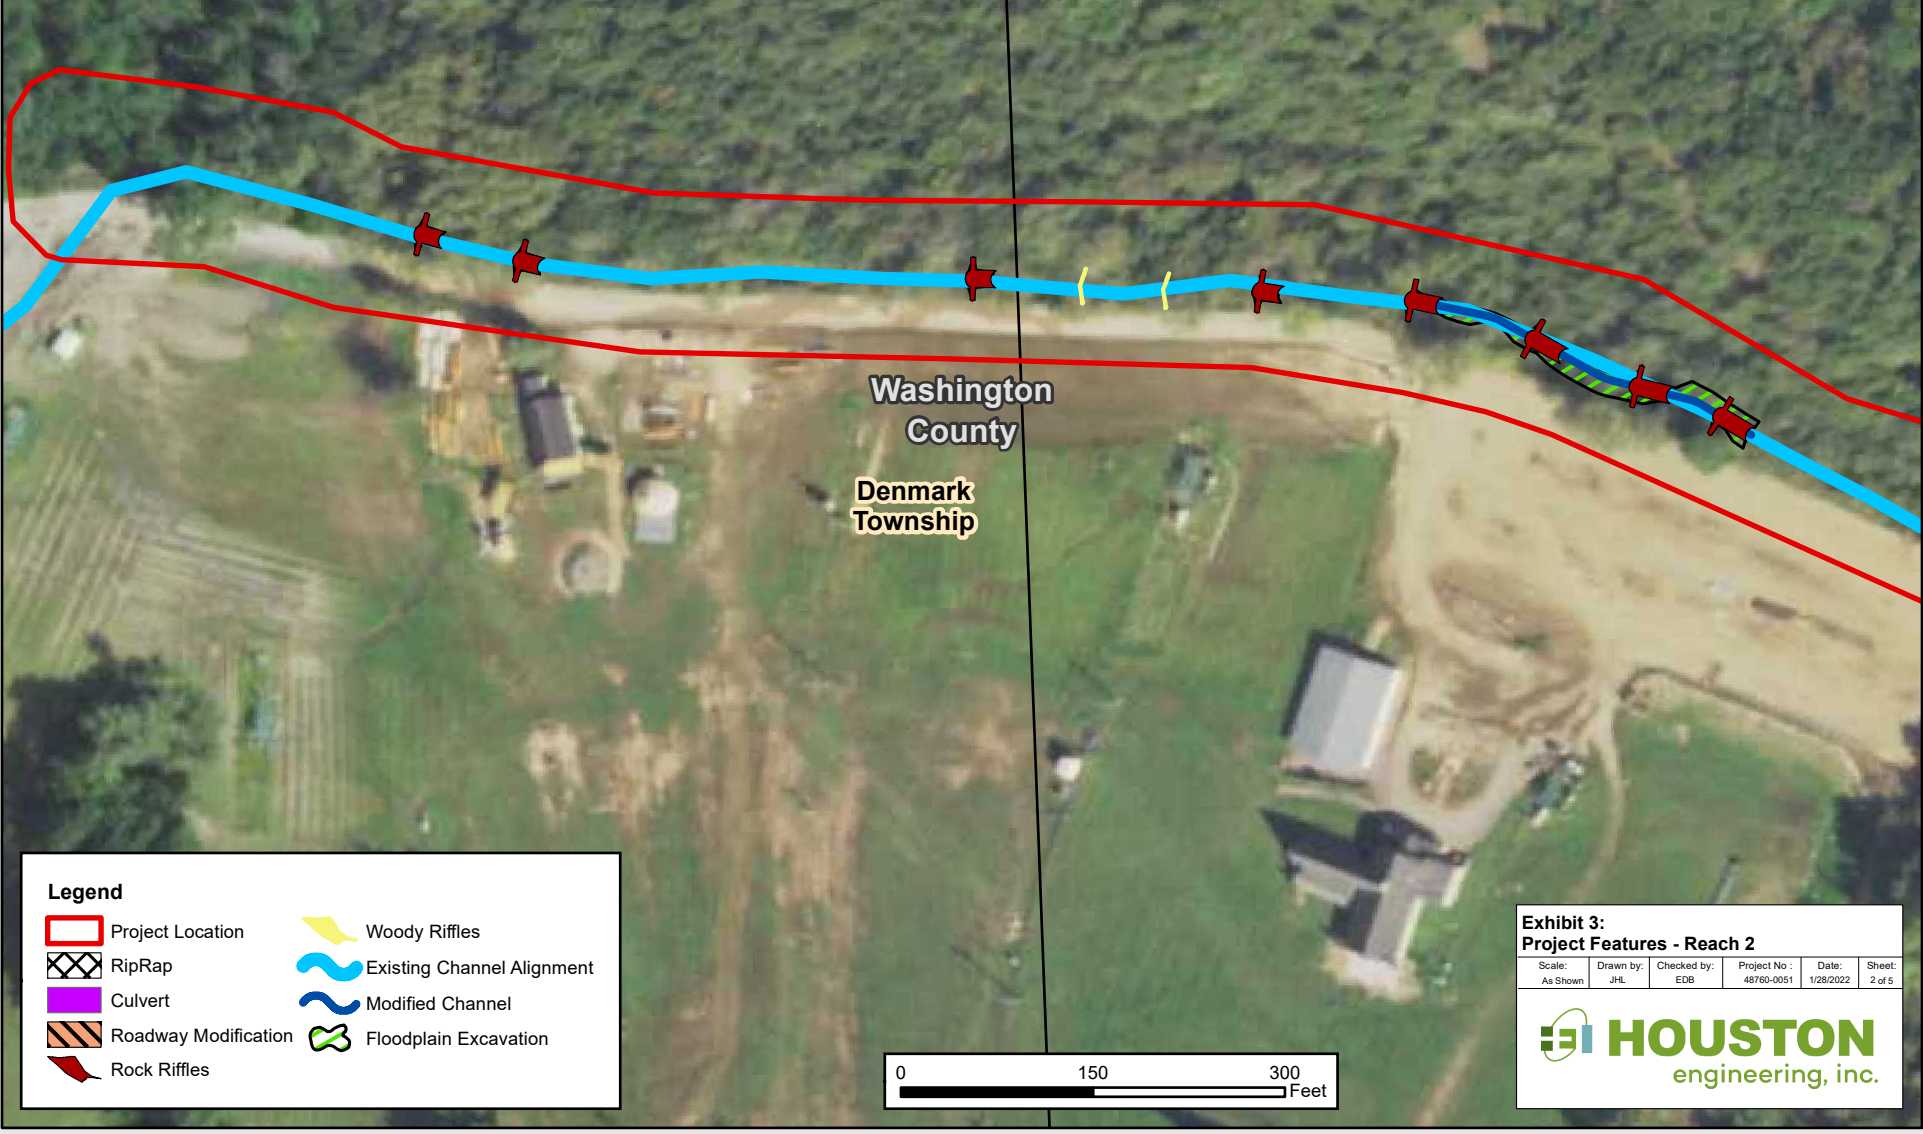 Washington
County
Denmark
Township
Legend
Project Location
RipRap
Culvert
Roadway Modification
Rock Riffles
Woody Riffles
Existing Channel Alignment
Modified Channel
Floodplain Excavation
0 150 300
Feet
Exhibit 3:
Project Features - Reach 2
Scale: Drawn by: Checked by: Project No : Date: Sheet:
As Shown JHL EDB 48760-0051 1/28/2022 2 of 5
HOUSTON
engineering, inc.